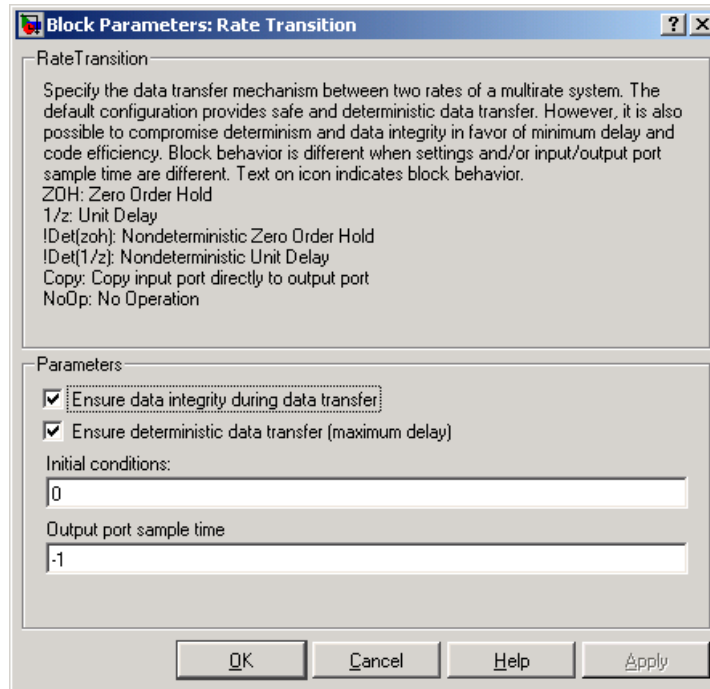 Block Parameters: Rate Transition
RateTransition
Specify the data transfer mechanism between two rates of a multirate system. The
default configuration provides safe and deterministic data transfer. However, it is also
possible to compromise determinism and data integrity in favor of minimum delay and
code efficiency. Block behavior is different when settings and/or input/output port
sample time are different. Text on icon indicates block behavior.
ZOH: Zero Order Hold
1/z: Unit Delay
!Det(zoh): Nondeterministic Zero Order Hold
!Det(1/z): Nondeterministic Unit Delay
Copy: Copy input port directly to output port
NoOp: No Operation
Parameters
Ensure data integrity during data transfer
Ensure deterministic data transfer (maximum delay)
Initial conditions:
0
Output port sample time
-1
OK Cancel Help Apply